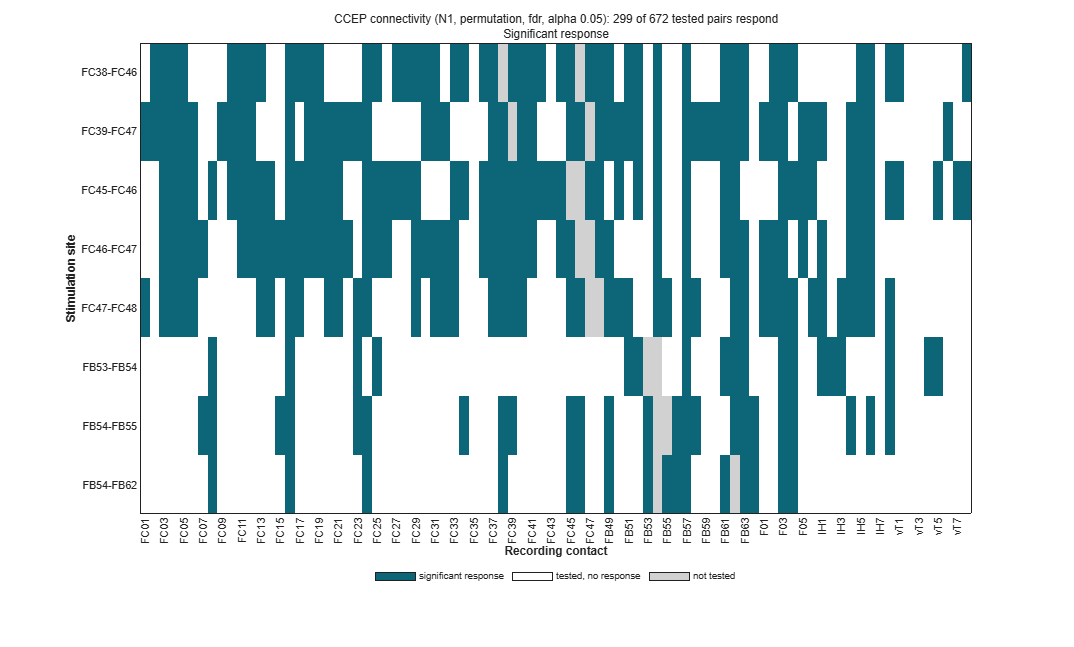 CCEP connectivity (N1, permutation, fdr, alpha 0.05): 299 of 672 tested pairs respond
Significant response
Stimulation site
FC38-FC46
FC39-FC47
FC45-FC46
FC46-FC47
FC47-FC48
FB53-FB54
FB54-FB55
FB54-FB62
FC01
FC03
FC05
FC07
FC09
FC11
FC13
FC15
FC17
FC19
FC21
FC23
FC25
FC27
FC29
FC31
FC33
FC35
FC37
FC39
FC41
FC43
FC45
FC47
FB49
FB51
FB53
FB55
FB57
FB59
FB61
FB63
F01
F03
F05
IH1
IH3
IH5
IH7
vT1
vT3
vT5
vT7
Recording contact
significant response
tested, no response
not tested